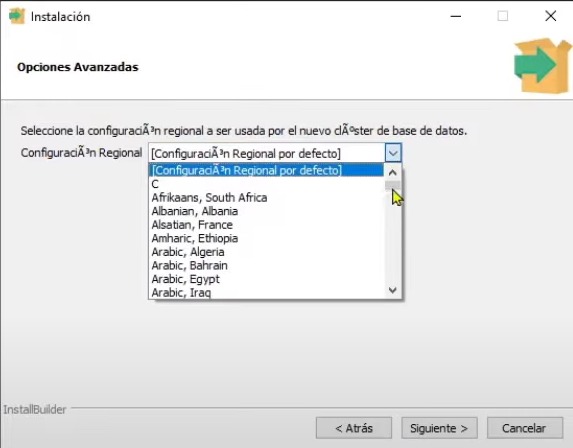 Instalación
Opciones Avanzadas
Seleccione la configuraciÃ³n regional a ser usada por el nuevo clÃºster de base de datos.
ConfiguraciÃ³n Regional [ConfiguraciÃ³n Regional por defecto]
[ConfiguraciÃ³n Regional por defecto]
C
Afrikaans, South Africa
Albanian, Albania
Alsatian, France
Amharic, Ethiopia
Arabic, Algeria
Arabic, Bahrain
Arabic, Egypt
Arabic, Iraq
InstallBuilder
< Atrás Siguiente > Cancelar